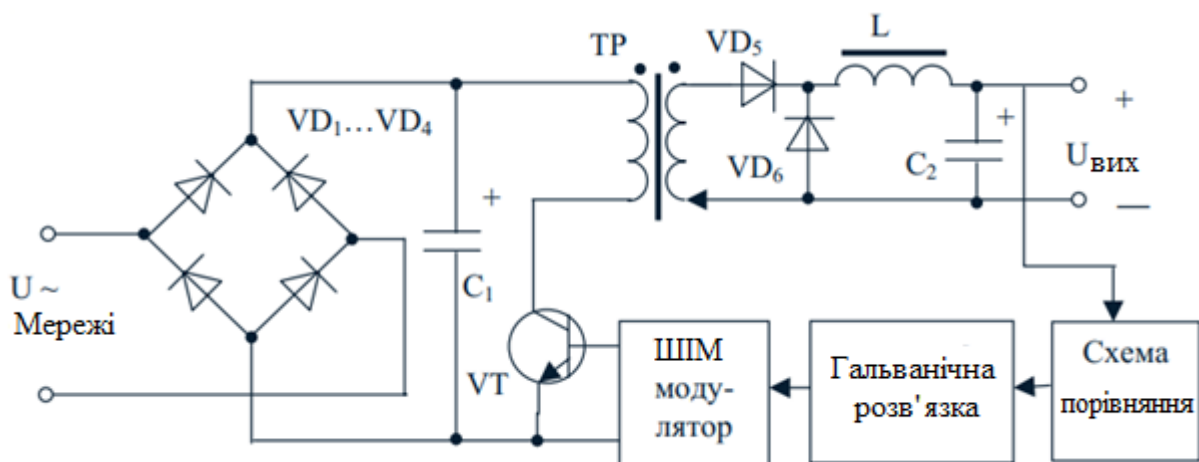 TP
VD₅
L
VD₁...VD₄
+
+
+
C₁
VD₆
C₂
Uвих
—
U ~
Мережі
VT
ШІМ
моду-
лятор
Гальванічна
розв'язка
Схема
порівняння